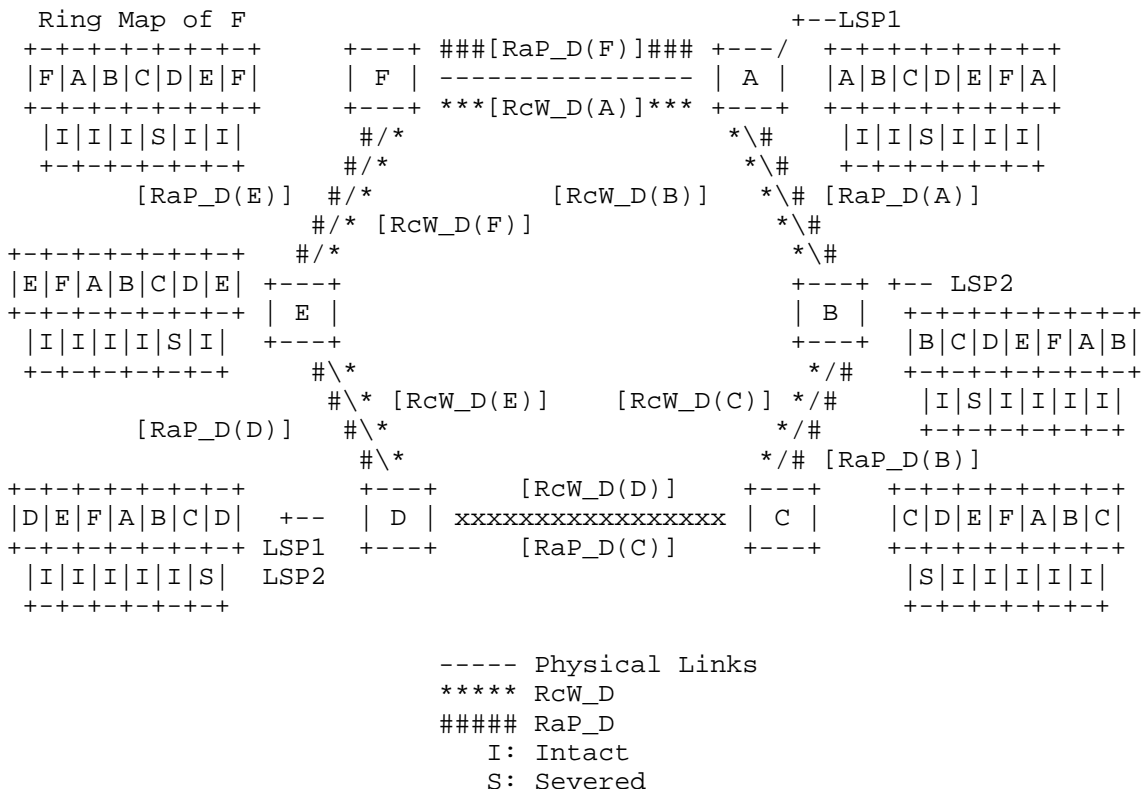 Ring Map of F                                  +--LSP1
+-+-+-+-+-+-+-+     +---+ ###[RaP_D(F)]### +---/  +-+-+-+-+-+-+-+
|F|A|B|C|D|E|F|     | F | ---------------- | A |  |A|B|C|D|E|F|A|
+-+-+-+-+-+-+-+     +---+ ***[RcW_D(A)]*** +---+  +-+-+-+-+-+-+-+
 |I|I|I|S|I|I|       #/*                     *\#   |I|I|S|I|I|I|
 +-+-+-+-+-+-+      #/*                       *\#  +-+-+-+-+-+-+
       [RaP_D(E)]  #/*           [RcW_D(B)]    *\# [RaP_D(A)]
                  #/* [RcW_D(F)]                *\#
+-+-+-+-+-+-+-+  #/*                             *\#
|E|F|A|B|C|D|E| +---+                            +---+ +-- LSP2
+-+-+-+-+-+-+-+ | E |                            | B |  +-+-+-+-+-+-+-+
 |I|I|I|I|S|I|  +---+                            +---+  |B|C|D|E|F|A|B|
 +-+-+-+-+-+-+     #\*                            */#   +-+-+-+-+-+-+-+
                    #\* [RcW_D(E)]    [RcW_D(C)] */#     |I|S|I|I|I|I|
       [RaP_D(D)]    #\*                        */#      +-+-+-+-+-+-+
                      #\*                      */# [RaP_D(B)]
+-+-+-+-+-+-+-+       +---+     [RcW_D(D)]    +---+    +-+-+-+-+-+-+-+
|D|E|F|A|B|C|D|  +--  | D | xxxxxxxxxxxxxxxxx | C |    |C|D|E|F|A|B|C|
+-+-+-+-+-+-+-+ LSP1  +---+     [RaP_D(C)]    +---+    +-+-+-+-+-+-+-+
 |I|I|I|I|I|S|  LSP2                                    |S|I|I|I|I|I|
 +-+-+-+-+-+-+                                          +-+-+-+-+-+-+
----- Physical Links
***** RcW_D
##### RaP_D
I: Intact
S: Severed